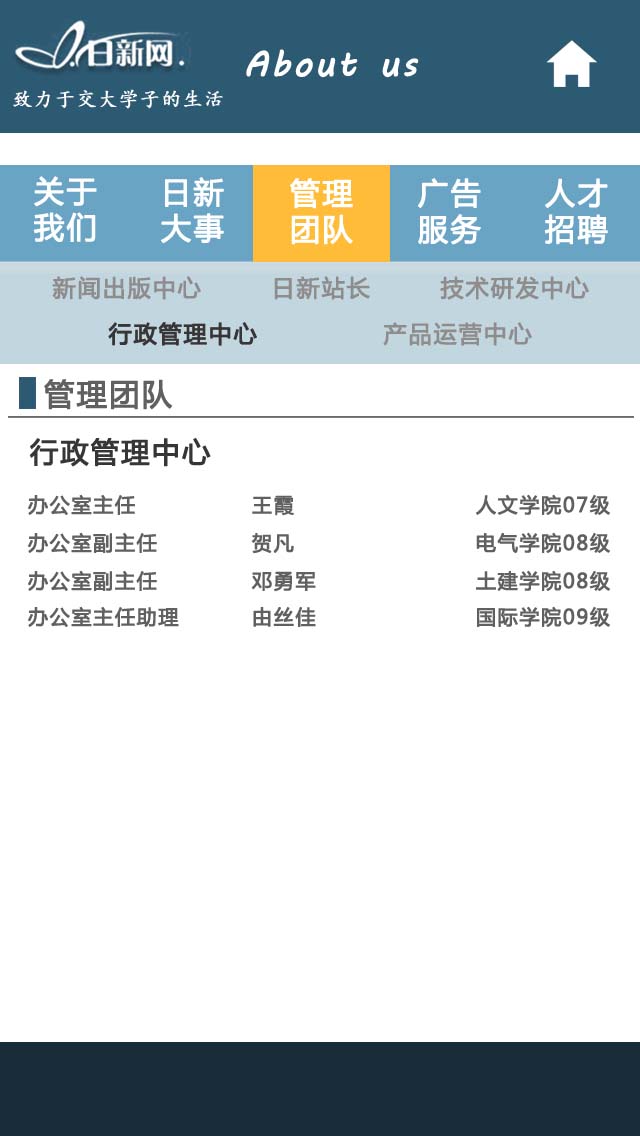 日新网.
About us
致力于交大学子的生活
关于 日新 管理 广告 人才
我们 大事 团队 服务 招聘
新闻出版中心 日新站长 技术研发中心
行政管理中心 产品运营中心
管理团队
行政管理中心
办公室主任 王霞 人文学院07级
办公室副主任 贺凡 电气学院08级
办公室副主任 邓勇军 土建学院08级
办公室主任助理 由丝佳 国际学院09级